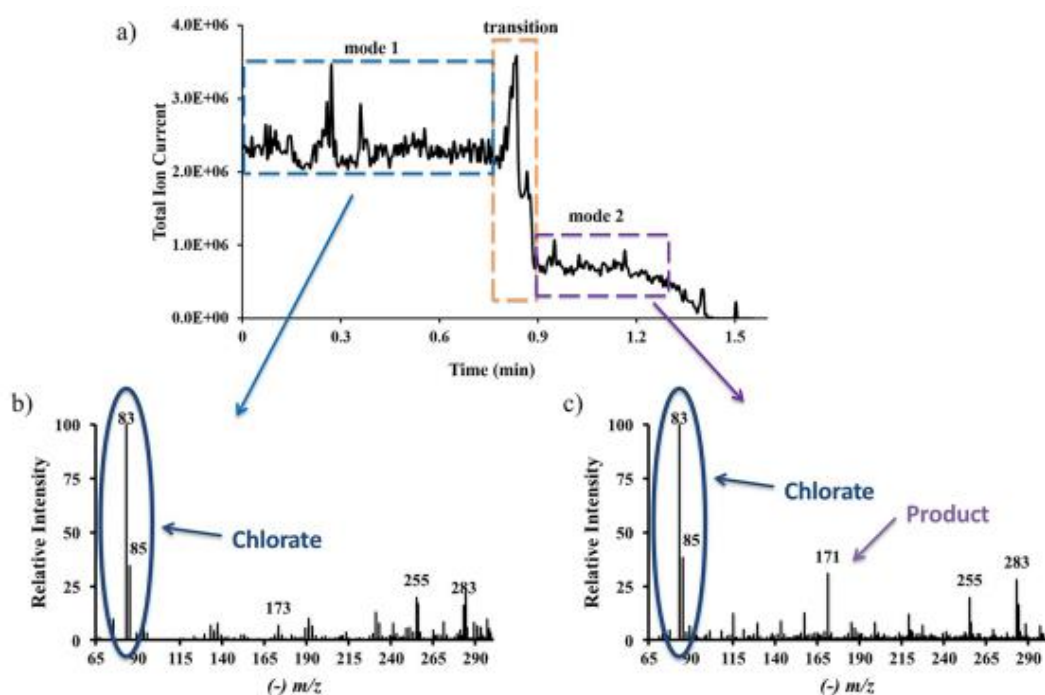 a)
transition
mode 1
mode 2
Total Ion Current
4.0E+06
3.0E+06
2.0E+06
1.0E+06
0.0E+00
0 0.3 0.6 0.9 1.2 1.5
Time (min)
b)
Relative Intensity
100
75
50
25
0
83
85
Chlorate
173
255
283
65 90 115 140 165 190 215 240 265 290
(-) m/z
c)
Relative Intensity
100
75
50
25
0
83
85
Chlorate
Product
171
255
283
65 90 115 140 165 190 215 240 265 290
(-) m/z